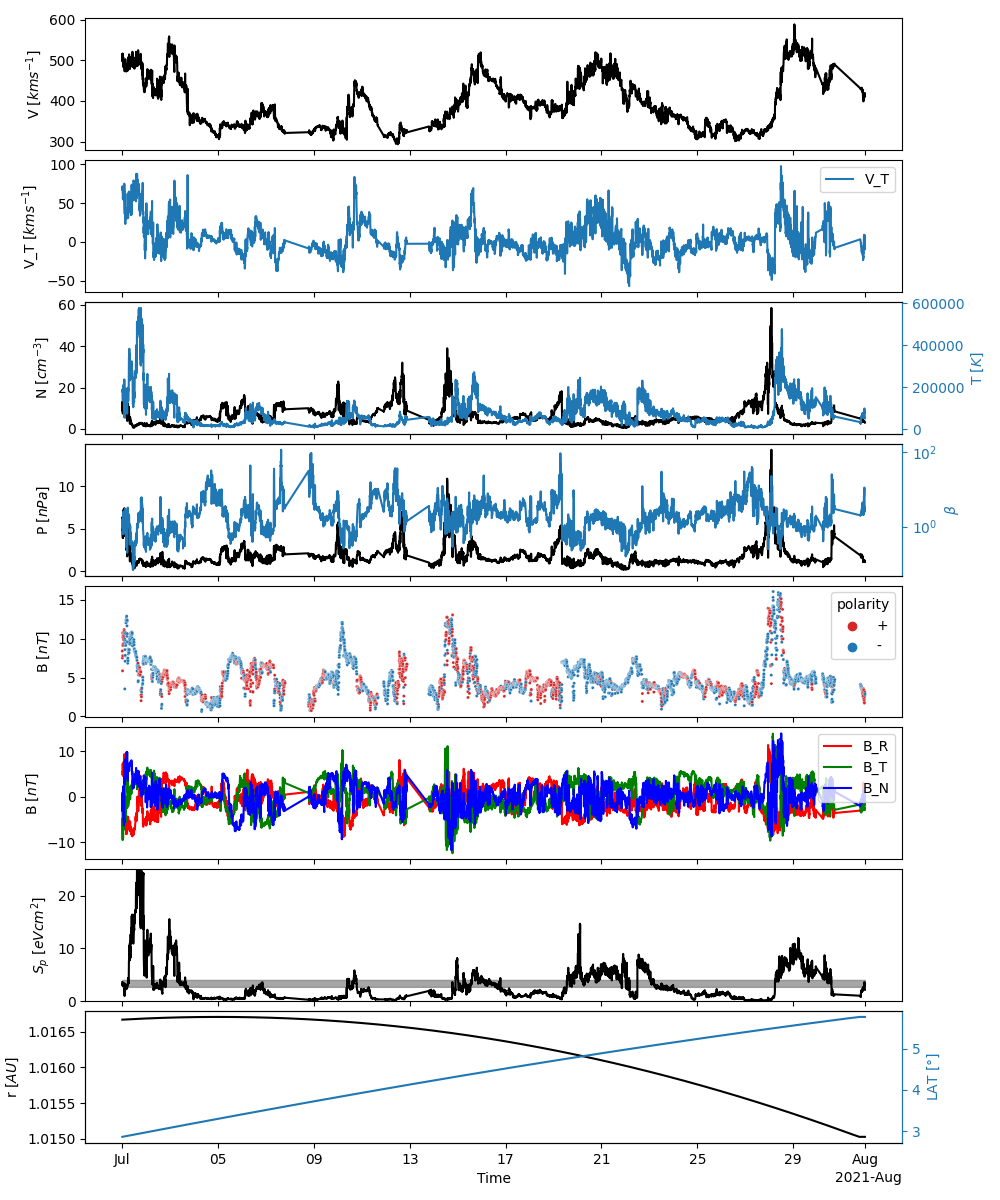 600
500
400
300
V [kms⁻¹]
100
50
0
−50
V_T [kms⁻¹]
V_T
60
40
20
0
N [cm⁻³]
600000
400000
200000
0
T [K]
10
5
0
P [nPa]
10²
10⁰
β
15
10
5
0
B [nT]
polarity
+
-
10
0
−10
B [nT]
B_R
B_T
B_N
20
10
0
Sₚ [eVcm²]
1.0165
1.0160
1.0155
1.0150
r [AU]
5
4
3
LAT [°]
Jul 05 09 13 17 21 25 29 Aug
Time
2021-Aug